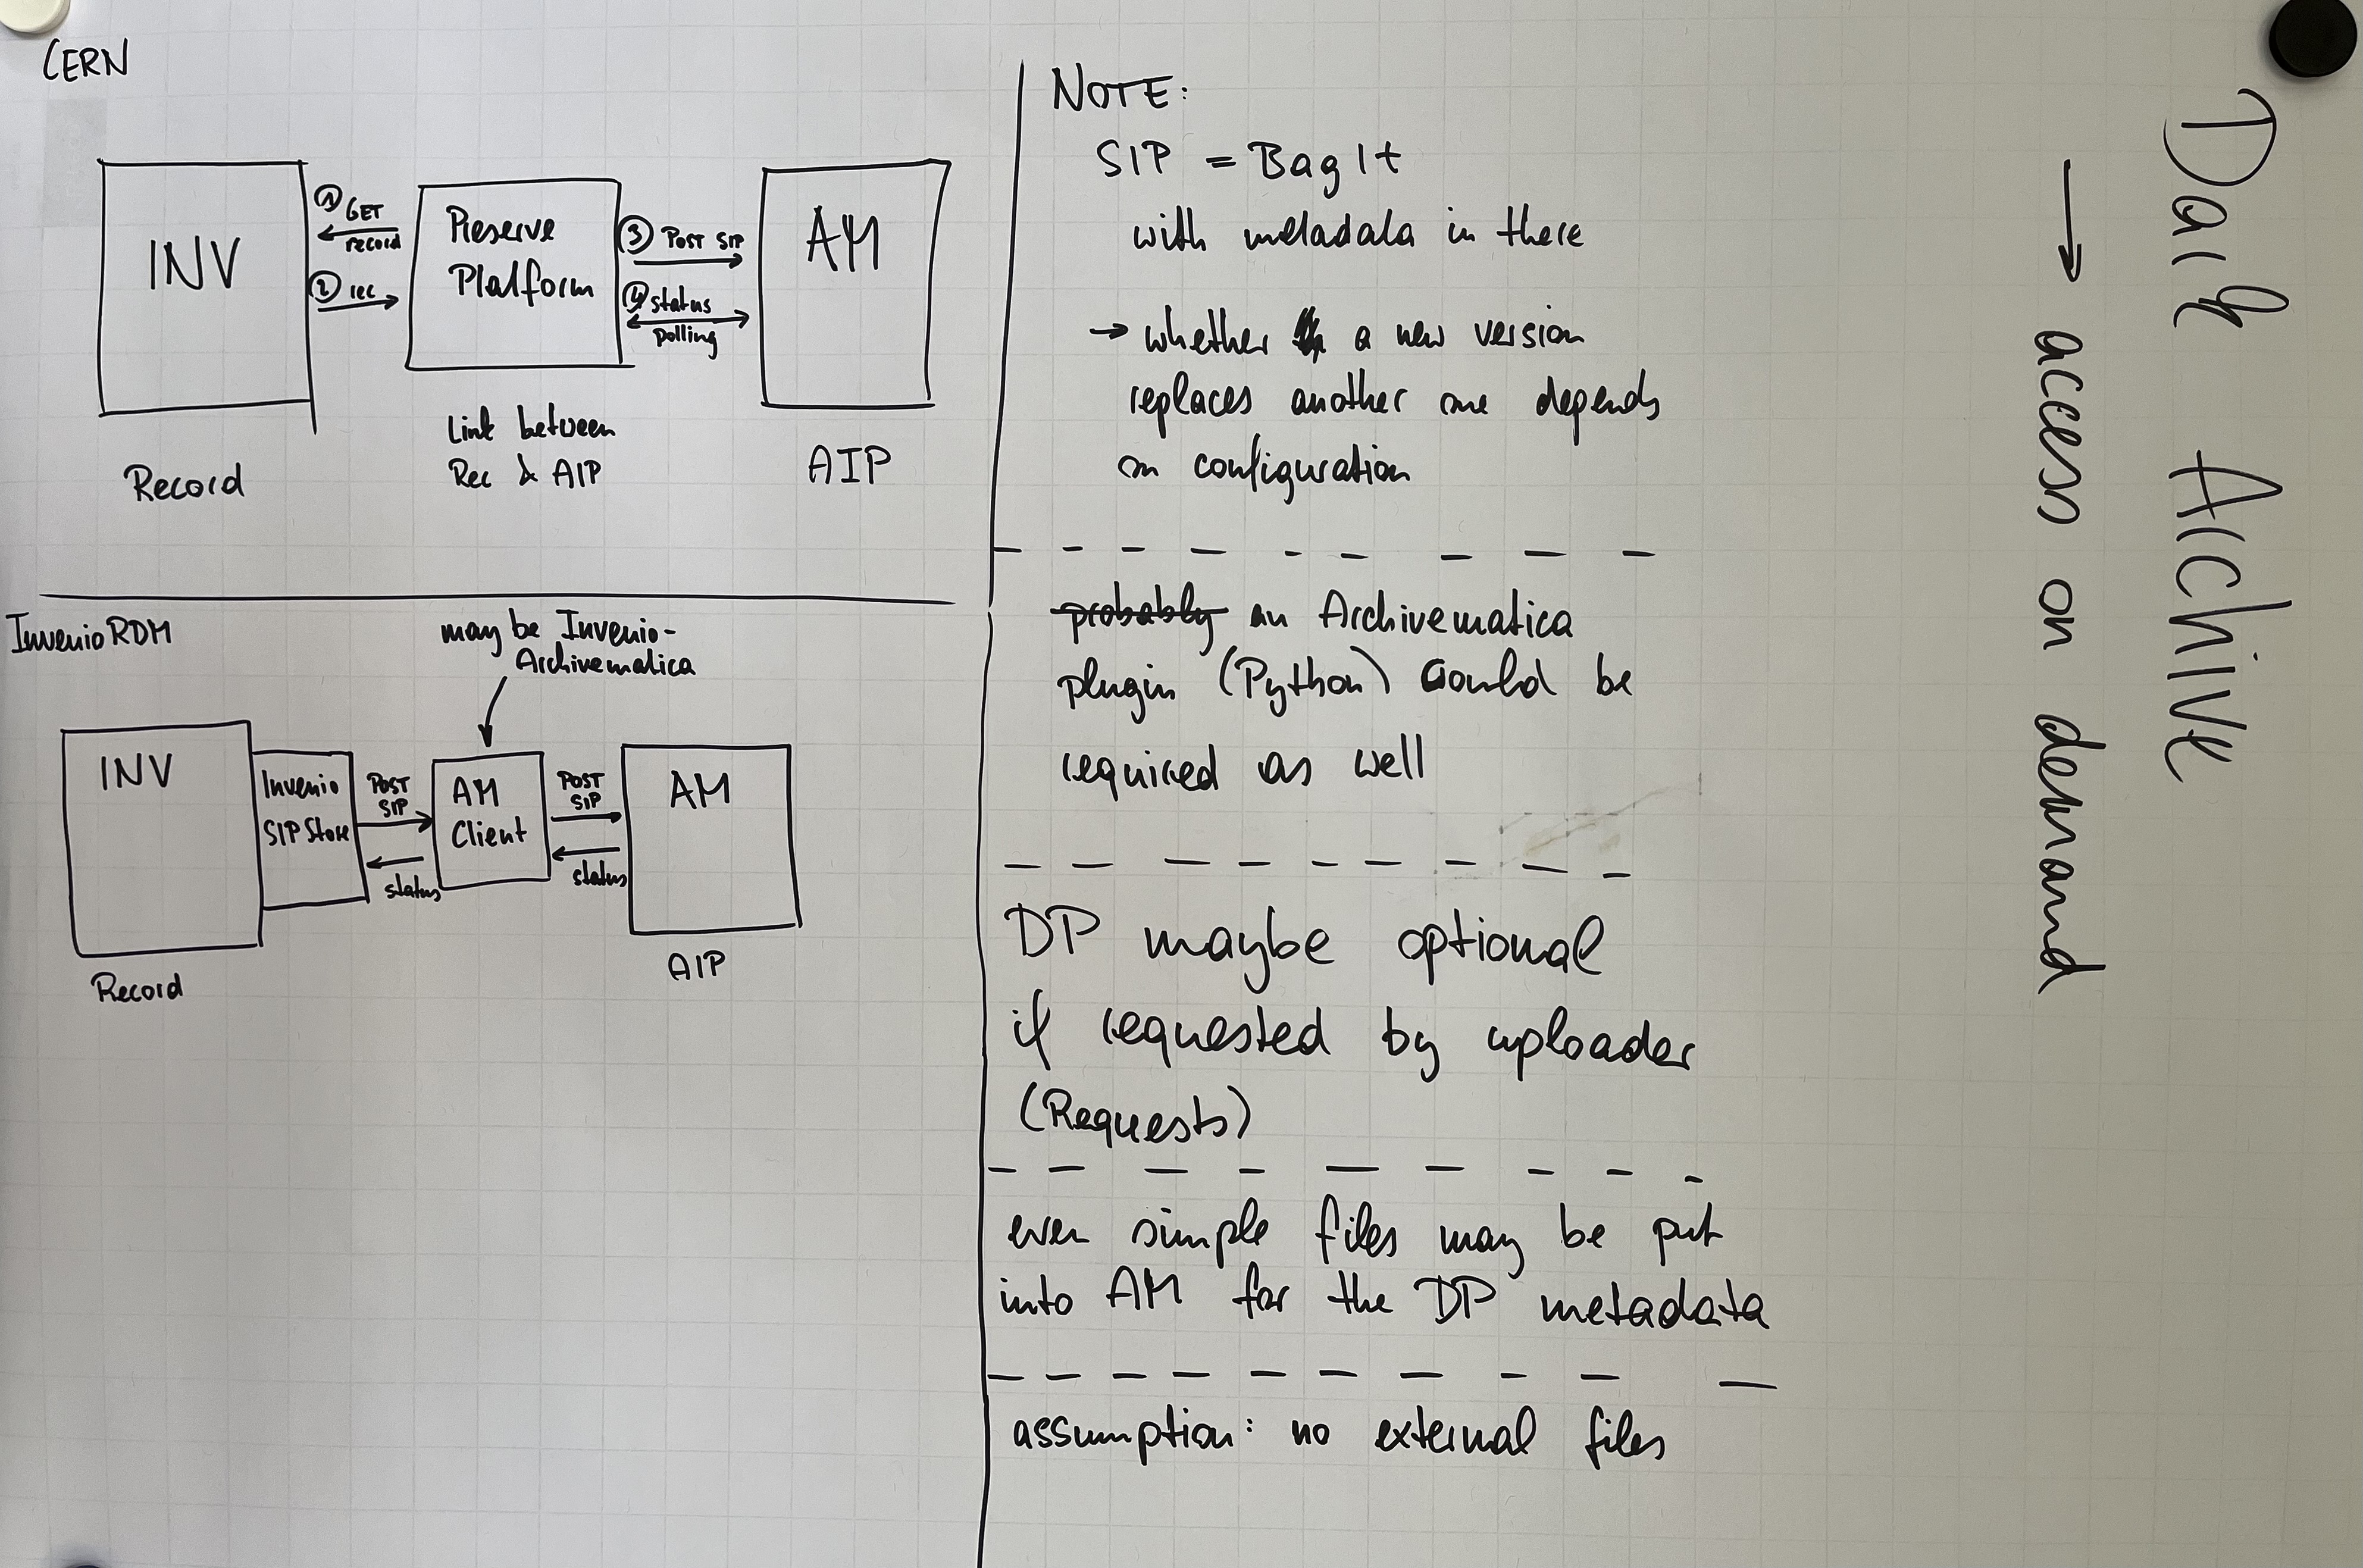 CERN
INV
① GET
record
② rec
Preserve
Platform
③ POST SIP
④ status
polling
AM
Record
Link between
Rec & AIP
AIP
InvenioRDM
may be Invenio-
Archivematica
INV
Invenio
SIPStore
POST
SIP
status
AM
Client
POST
SIP
status
AM
Record
AIP
NOTE:
SIP = BagIt
with metadata in there
→ whether a new version
replaces another one depends
on configuration
probably an Archivematica
plugin (Python) could be
required as well
DP maybe optional
if requested by uploader
(Requests)
even simple files may be put
into AM for the DP metadata
assumption: no external files
Dark Archive
→ access on demand